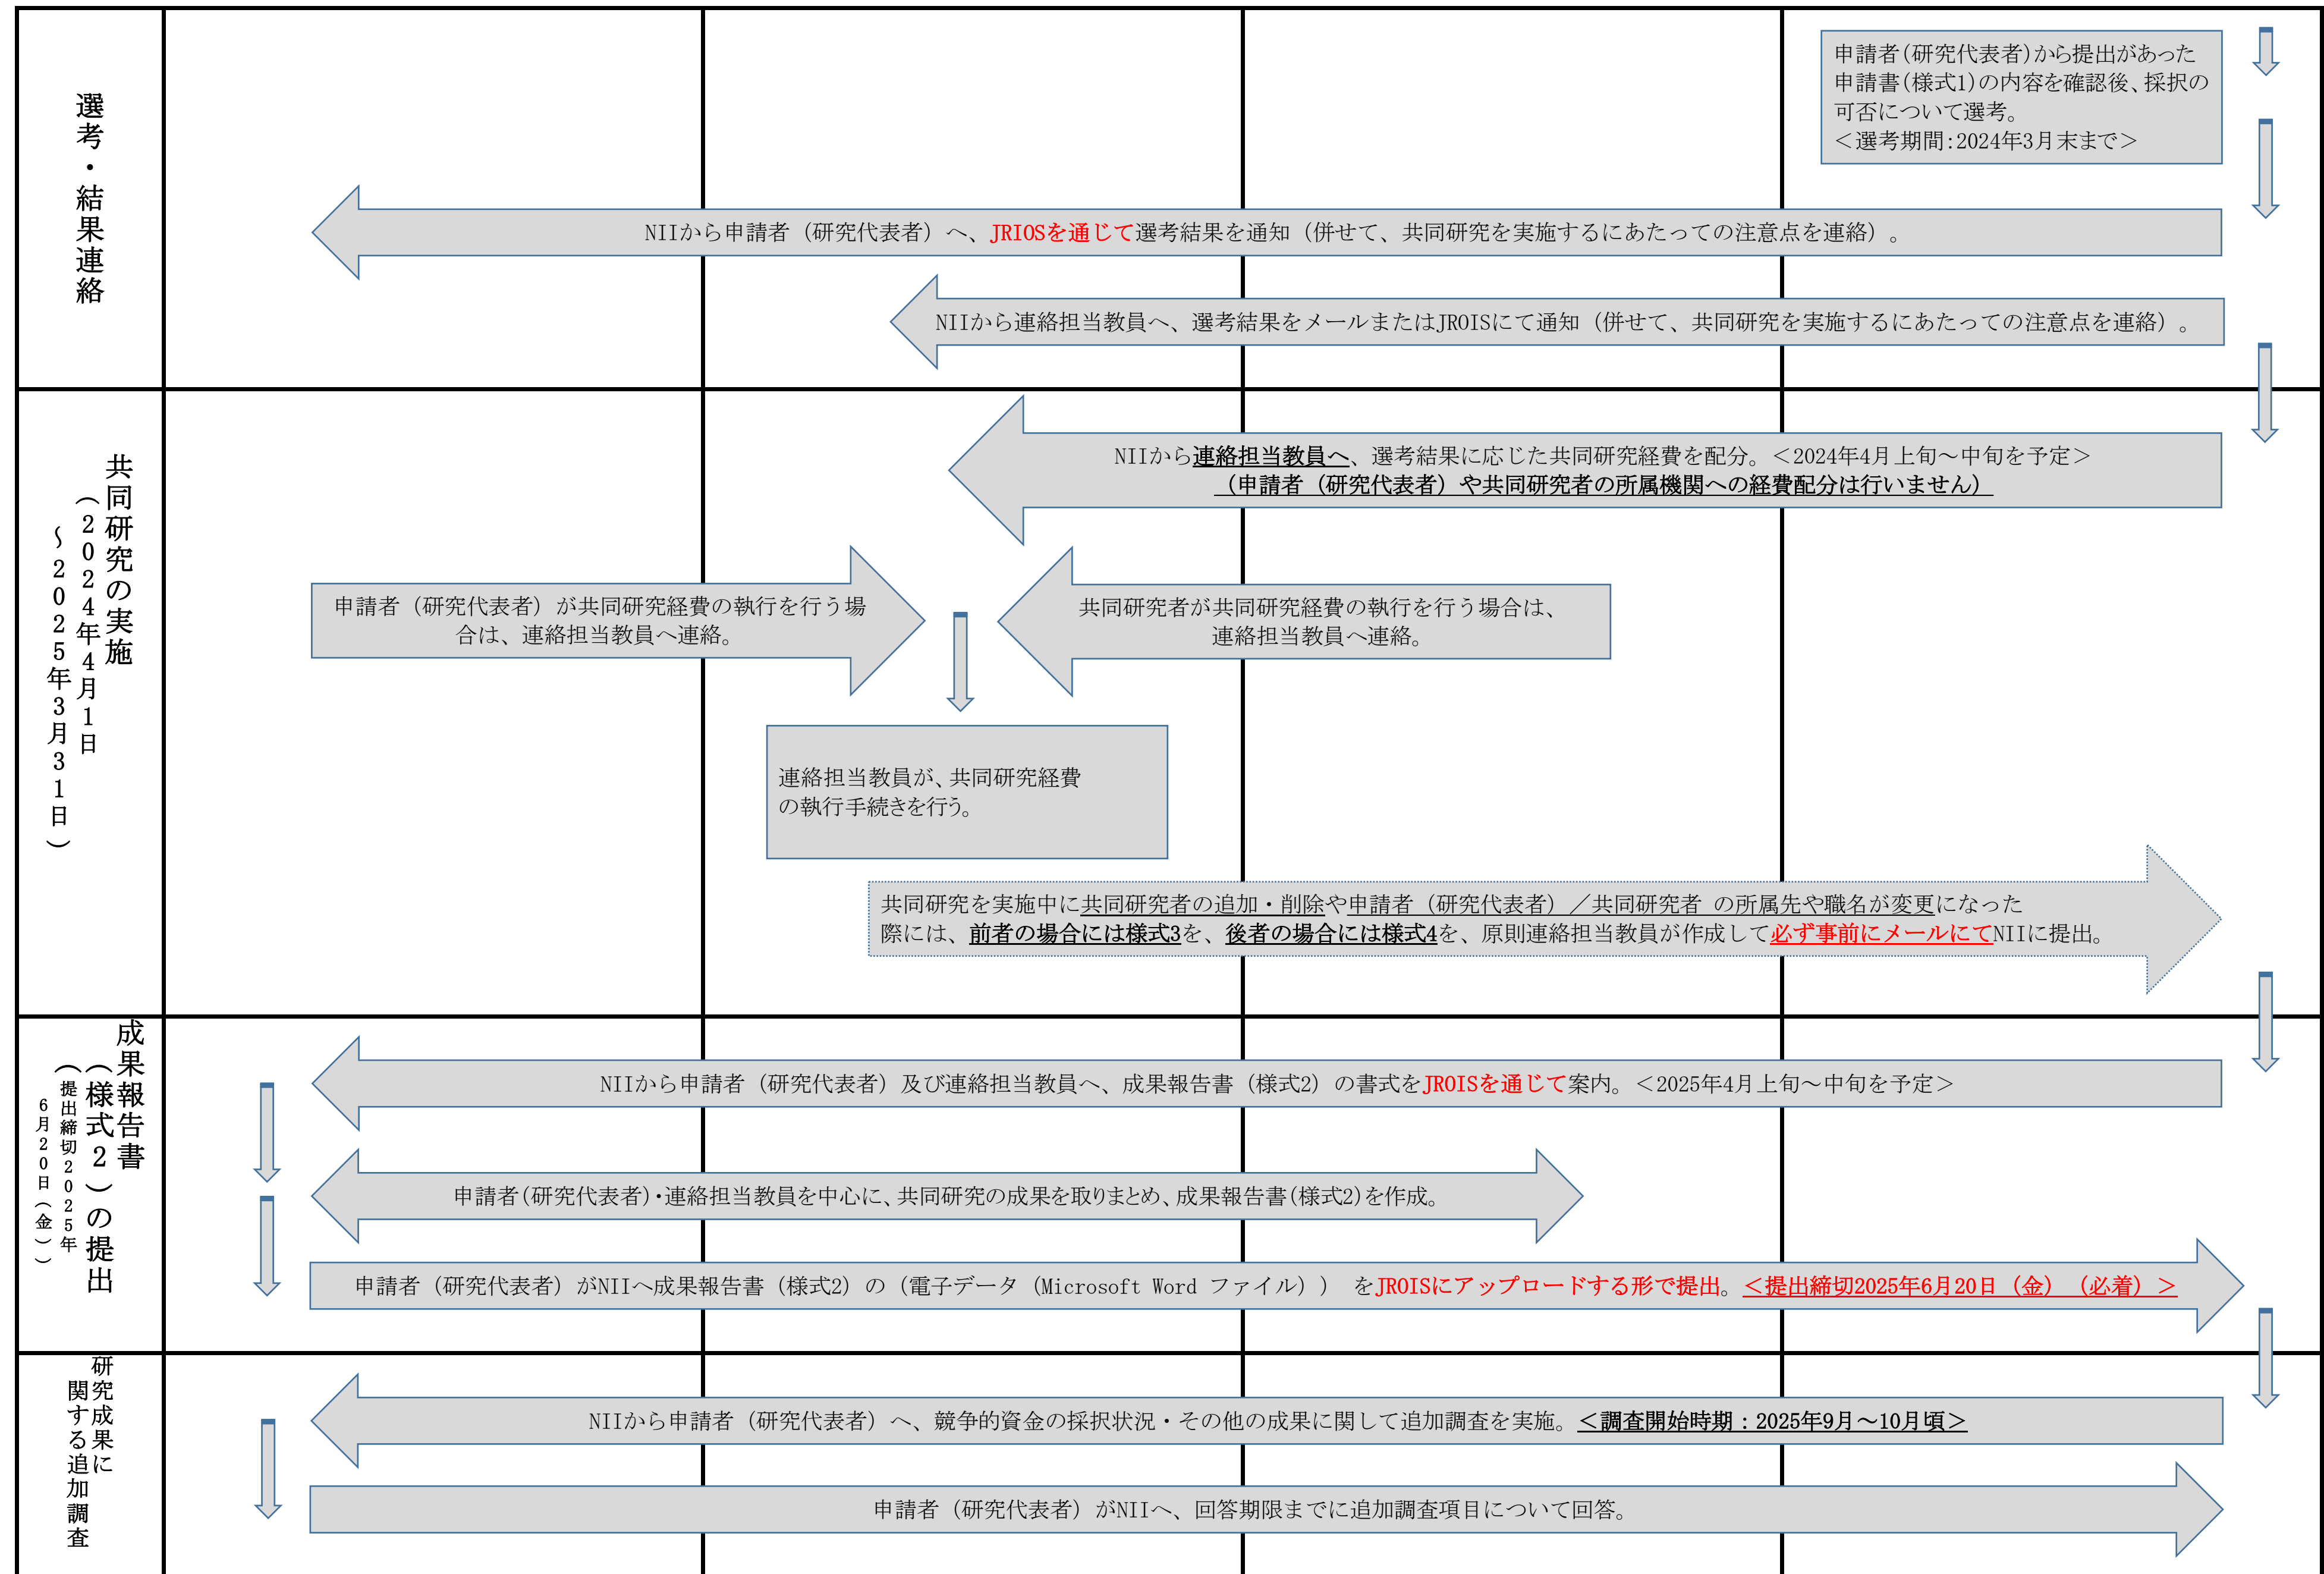 選考・結果連絡
申請者(研究代表者)から提出があった
申請書(様式1)の内容を確認後、採択の
可否について選考。
＜選考期間:2024年3月末まで＞
NIIから申請者（研究代表者）へ、JRIOSを通じて選考結果を通知（併せて、共同研究を実施するにあたっての注意点を連絡）。
NIIから連絡担当教員へ、選考結果をメールまたはJROISにて通知（併せて、共同研究を実施するにあたっての注意点を連絡）。
共同研究の実施
（2024年4月1日
～2025年3月31日）
NIIから連絡担当教員へ、選考結果に応じた共同研究経費を配分。＜2024年4月上旬～中旬を予定＞
（申請者（研究代表者）や共同研究者の所属機関への経費配分は行いません）
申請者（研究代表者）が共同研究経費の執行を行う場
合は、連絡担当教員へ連絡。
共同研究者が共同研究経費の執行を行う場合は、
連絡担当教員へ連絡。
連絡担当教員が、共同研究経費
の執行手続きを行う。
共同研究を実施中に共同研究者の追加・削除や申請者（研究代表者）／共同研究者 の所属先や職名が変更になった
際には、前者の場合には様式3を、後者の場合には様式4を、原則連絡担当教員が作成して必ず事前にメールにてNIIに提出。
成果報告書
（様式2）の提出
（提出締切2025年
6月20日（金））
NIIから申請者（研究代表者）及び連絡担当教員へ、成果報告書（様式2）の書式をJROISを通じて案内。＜2025年4月上旬～中旬を予定＞
申請者(研究代表者)・連絡担当教員を中心に、共同研究の成果を取りまとめ、成果報告書(様式2)を作成。
申請者（研究代表者）がNIIへ成果報告書（様式2）の（電子データ（Microsoft Word ファイル）） をJROISにアップロードする形で提出。＜提出締切2025年6月20日（金）（必着）＞
研究成果に
関する追加調査
NIIから申請者（研究代表者）へ、競争的資金の採択状況・その他の成果に関して追加調査を実施。＜調査開始時期：2025年9月～10月頃＞
申請者（研究代表者）がNIIへ、回答期限までに追加調査項目について回答。